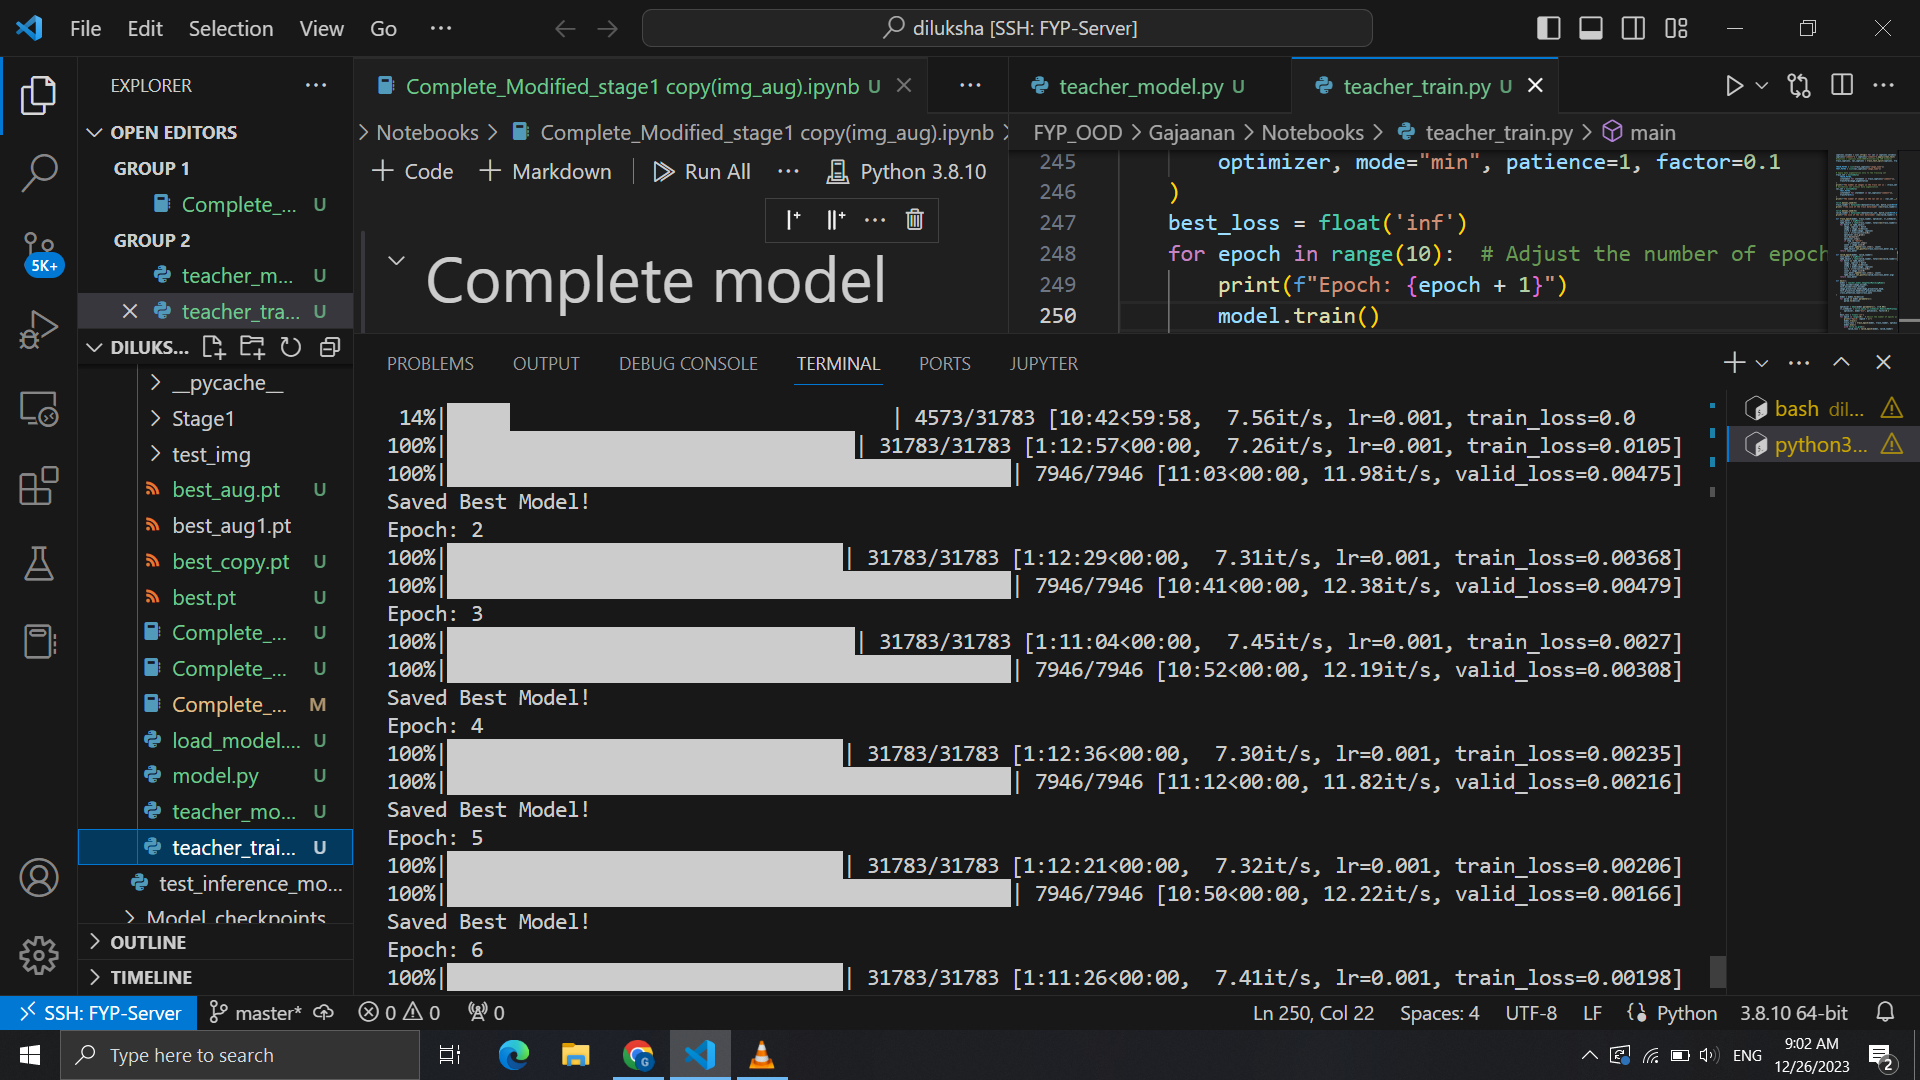 File Edit Selection View Go ···
diluksha [SSH: FYP-Server]
EXPLORER ···
OPEN EDITORS
GROUP 1
Complete_... U
GROUP 2
teacher_m... U
teacher_tra... U
DILUKS...
__pycache__
Stage1
test_img
best_aug.pt U
best_aug1.pt
best_copy.pt U
best.pt U
Complete_... U
Complete_... U
Complete_... M
load_model.... U
model.py U
teacher_mo... U
teacher_trai... U
test_inference_mo...
Model_checkpoints
OUTLINE
TIMELINE
5K+
Complete_Modified_stage1 copy(img_aug).ipynb U
> Notebooks > Complete_Modified_stage1 copy(img_aug).ipynb >
+ Code + Markdown Run All ··· Python 3.8.10
Complete model
teacher_model.py U
teacher_train.py U
FYP_OOD > Gajaanan > Notebooks > teacher_train.py > main
245 optimizer, mode="min", patience=1, factor=0.1
246 )
247 best_loss = float('inf')
248 for epoch in range(10):  # Adjust the number of epoch
249 print(f"Epoch: {epoch + 1}")
250 model.train()
PROBLEMS OUTPUT DEBUG CONSOLE TERMINAL PORTS JUPYTER
14%| | 4573/31783 [10:42<59:58,  7.56it/s, lr=0.001, train_loss=0.0
100%| | 31783/31783 [1:12:57<00:00,  7.26it/s, lr=0.001, train_loss=0.0105]
100%| | 7946/7946 [11:03<00:00, 11.98it/s, valid_loss=0.00475]
Saved Best Model!
Epoch: 2
100%| | 31783/31783 [1:12:29<00:00,  7.31it/s, lr=0.001, train_loss=0.00368]
100%| | 7946/7946 [10:41<00:00, 12.38it/s, valid_loss=0.00479]
Epoch: 3
100%| | 31783/31783 [1:11:04<00:00,  7.45it/s, lr=0.001, train_loss=0.0027]
100%| | 7946/7946 [10:52<00:00, 12.19it/s, valid_loss=0.00308]
Saved Best Model!
Epoch: 4
100%| | 31783/31783 [1:12:36<00:00,  7.30it/s, lr=0.001, train_loss=0.00235]
100%| | 7946/7946 [11:12<00:00, 11.82it/s, valid_loss=0.00216]
Saved Best Model!
Epoch: 5
100%| | 31783/31783 [1:12:21<00:00,  7.32it/s, lr=0.001, train_loss=0.00206]
100%| | 7946/7946 [10:50<00:00, 12.22it/s, valid_loss=0.00166]
Saved Best Model!
Epoch: 6
100%| | 31783/31783 [1:11:26<00:00,  7.41it/s, lr=0.001, train_loss=0.00198]
bash dil...
python3...
SSH: FYP-Server master* 0 0 0
Ln 250, Col 22 Spaces: 4 UTF-8 LF Python 3.8.10 64-bit
Type here to search
ENG
9:02 AM
12/26/2023
2